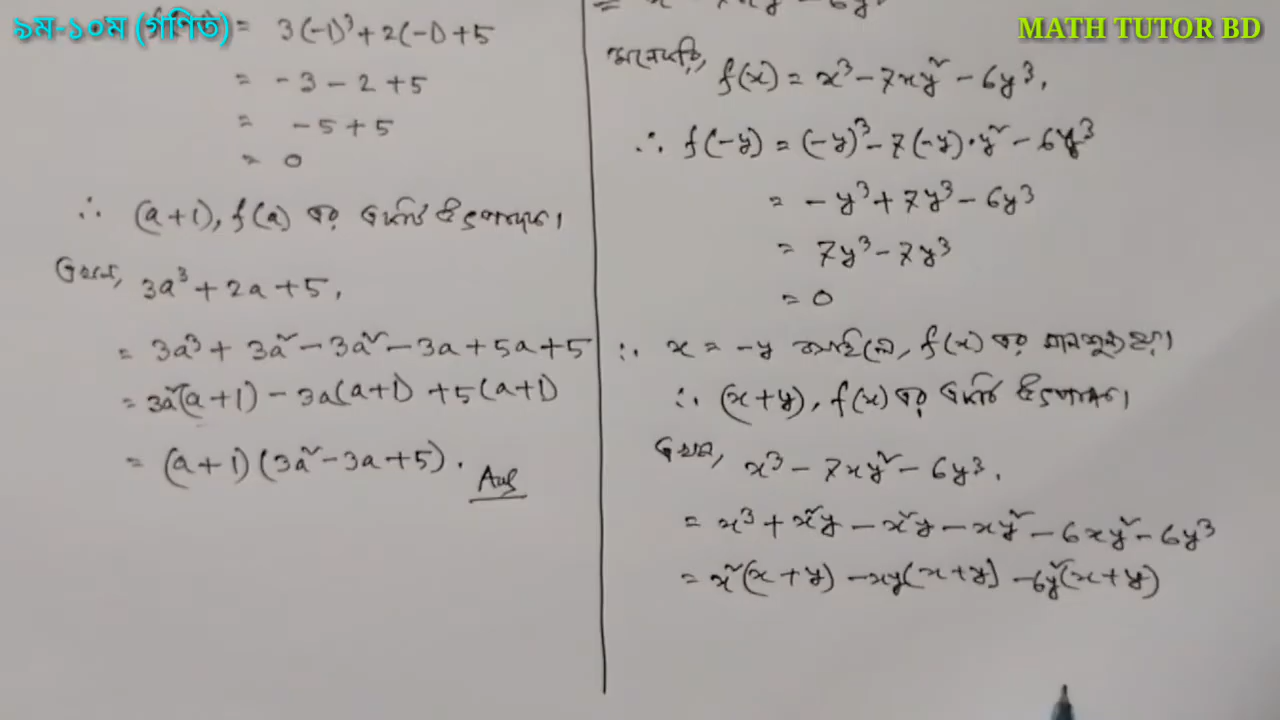 ৯ম-১০ম (গণিত)
MATH TUTOR BD
= 3(-1)³+2(-1)+5
= -3-2+5
= -5+5
= 0
∴ (a+1), f(a) এর একটি উৎপাদক।
এখন, 3a³+2a+5,
= 3a³+3a²-3a²-3a+5a+5
= 3a²(a+1)-3a(a+1)+5(a+1)
= (a+1)(3a²-3a+5).
Ans
মনেকরি, f(x) = x³-7xy²-6y³,
∴ f(-y) = (-y)³-7(-y)·y²-6y³
= -y³+7y³-6y³
= 7y³-7y³
= 0
∴ x = -y f(x) এর মান শূন্য হয়।
∴ (x+y), f(x) এর একটি উৎপাদক।
এখন, x³-7xy²-6y³.
= x³+x²y-x²y-xy²-6xy²-6y³
= x²(x+y)-xy(x+y)-6y²(x+y)